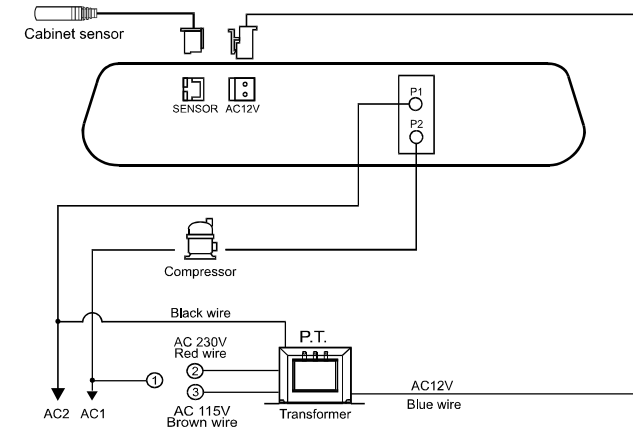 Cabinet sensor
SENSOR
AC12V
P1
P2
Compressor
Black wire
P.T.
AC 230V
Red wire
2
1
3
AC12V
Blue wire
AC2
AC1
AC 115V
Brown wire
Transformer